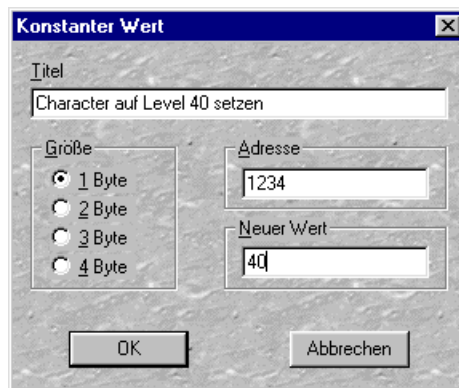 Konstanter Wert
Titel
Character auf Level 40 setzen
Größe
1 Byte
2 Byte
3 Byte
4 Byte
Adresse
1234
Neuer Wert
40
OK
Abbrechen